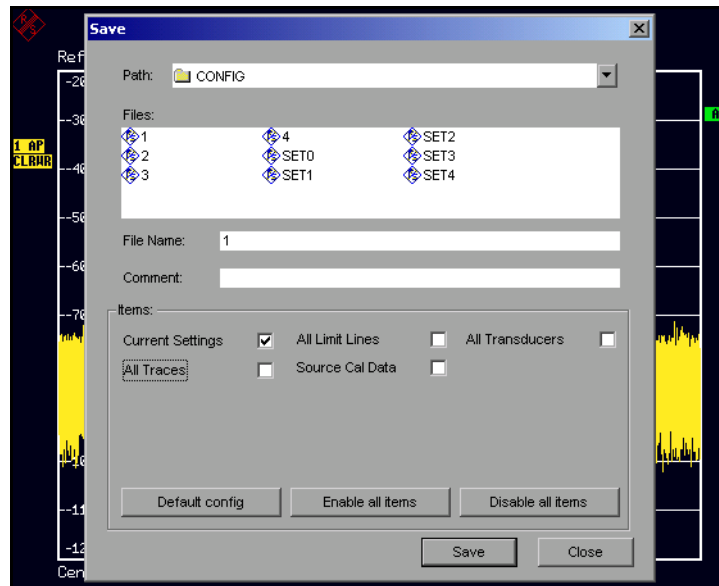 Save
Ref
Path: CONFIG
-20
Files:
-30
1 4 SET2
1 AP
2 SET0 SET3
CLRWR
3 SET1 SET4
-40
-50
File Name: 1
-60
Comment:
Items:
-70
Current Settings All Limit Lines All Transducers
All Traces Source Cal Data
Default config Enable all items Disable all items
-11
-12
Save Close
Cen